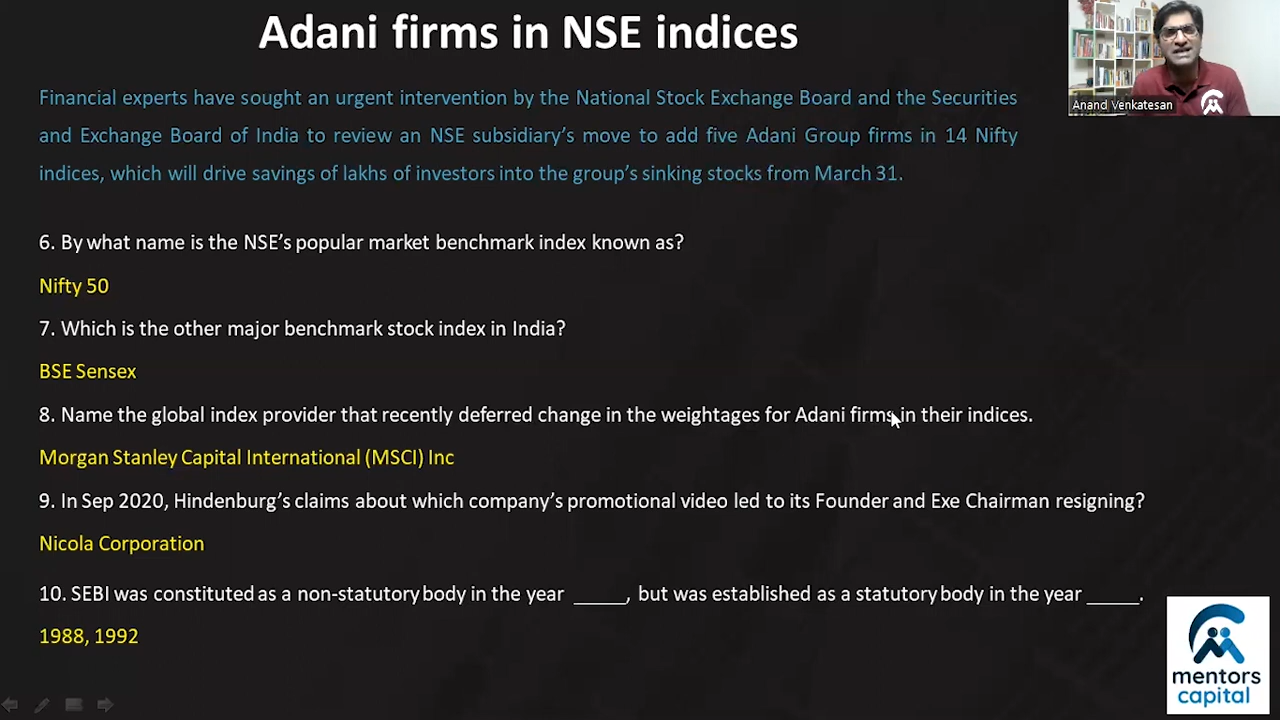 Adani firms in NSE indices
Anand Venkatesan
Financial experts have sought an urgent intervention by the National Stock Exchange Board and the Securities
and Exchange Board of India to review an NSE subsidiary's move to add five Adani Group firms in 14 Nifty
indices, which will drive savings of lakhs of investors into the group's sinking stocks from March 31.
6. By what name is the NSE's popular market benchmark index known as?
Nifty 50
7. Which is the other major benchmark stock index in India?
BSE Sensex
8. Name the global index provider that recently deferred change in the weightages for Adani firms in their indices.
Morgan Stanley Capital International (MSCI) Inc
9. In Sep 2020, Hindenburg's claims about which company's promotional video led to its Founder and Exe Chairman resigning?
Nicola Corporation
10. SEBI was constituted as a non-statutory body in the year _____, but was established as a statutory body in the year _____.
1988, 1992
mentors
capital